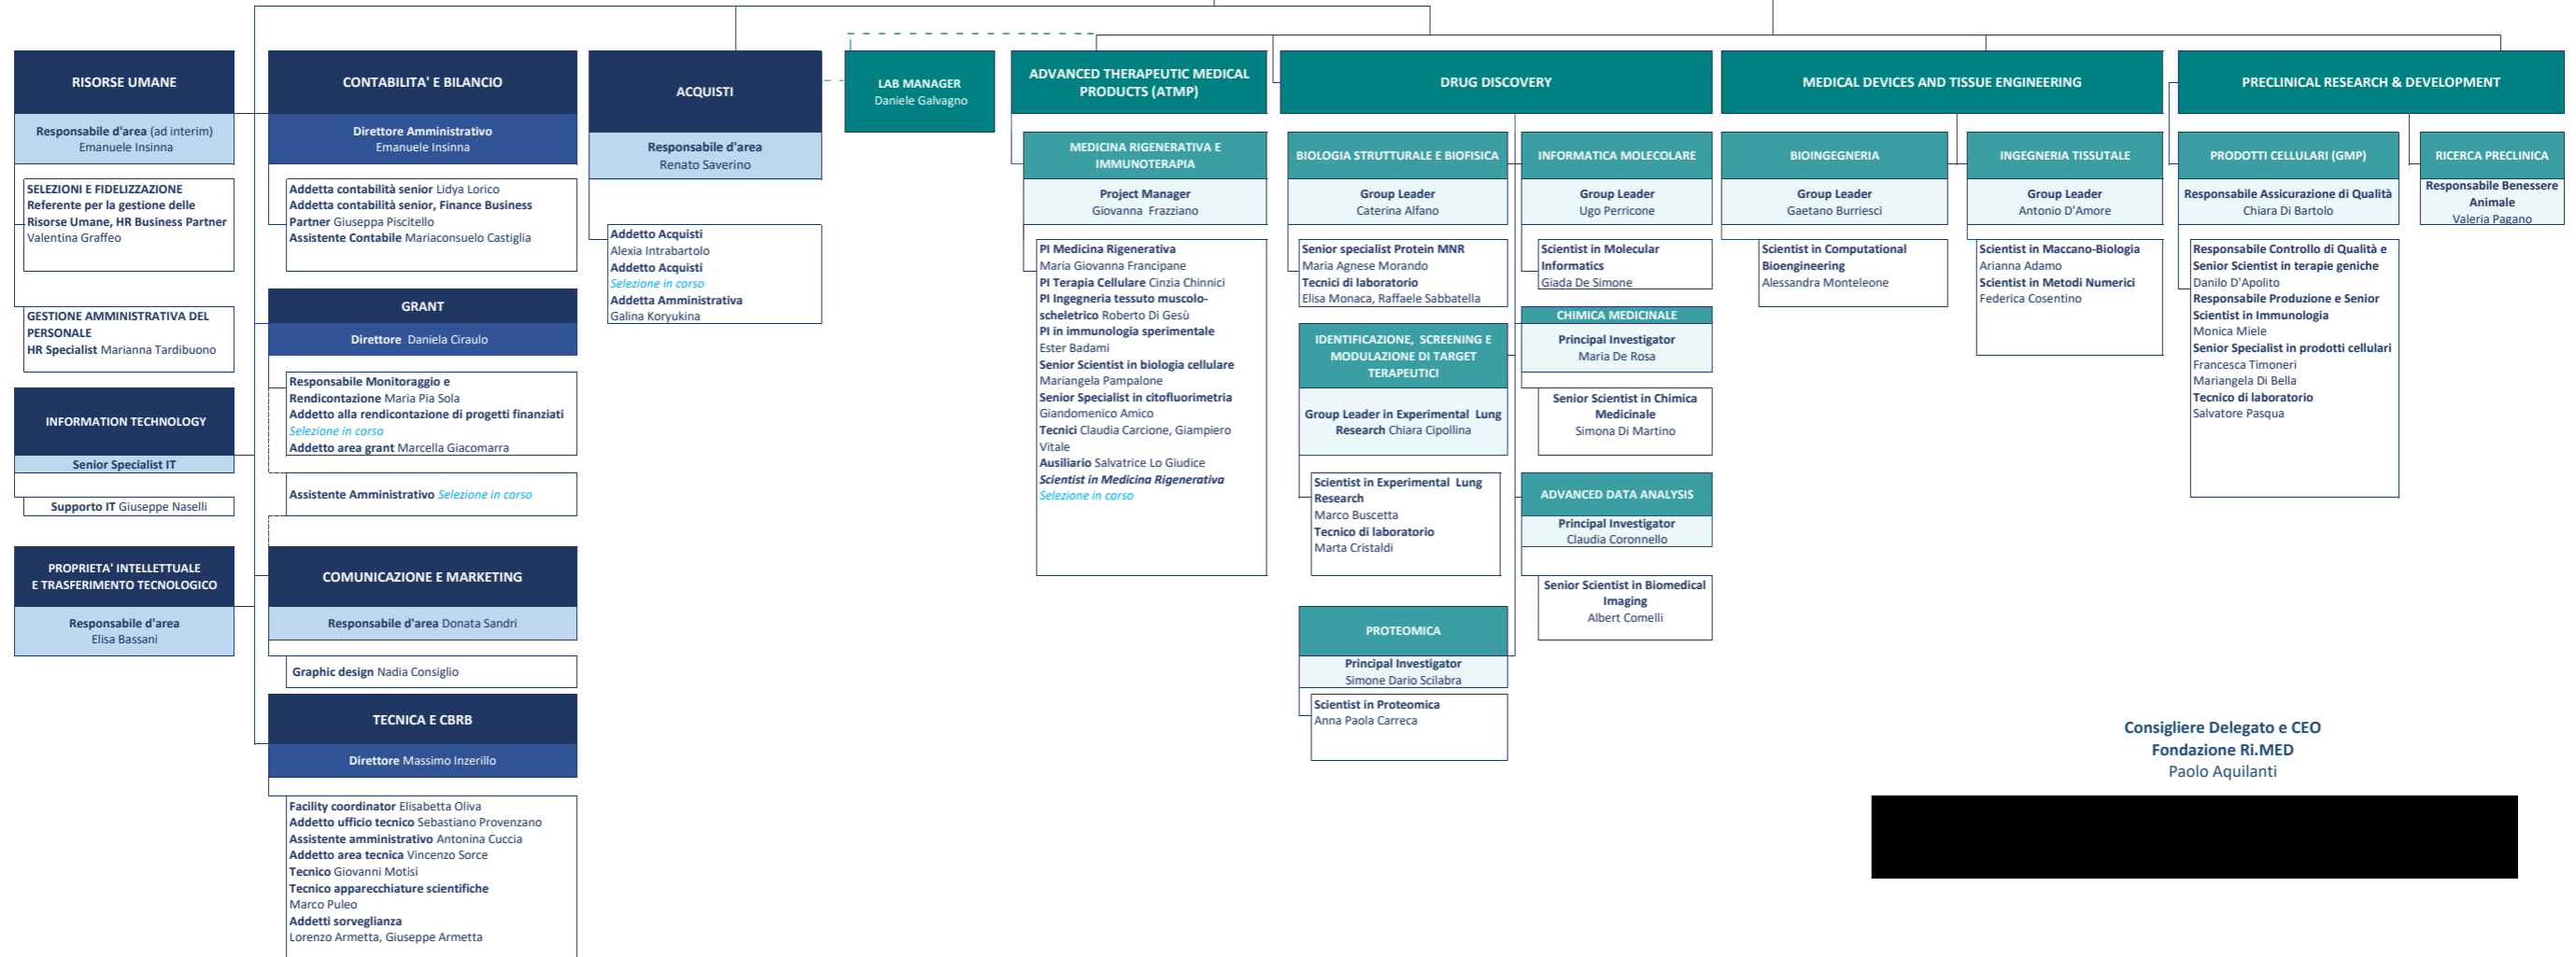 RISORSE UMANE
Responsabile d'area (ad interim)
Emanuele Insinna
SELEZIONI E FIDELIZZAZIONE
Referente per la gestione delle
Risorse Umane, HR Business Partner
Valentina Graffeo
GESTIONE AMMINISTRATIVA DEL
PERSONALE
HR Specialist Marianna Tardibuono
INFORMATION TECHNOLOGY
Senior Specialist IT
Supporto IT Giuseppe Naselli
PROPRIETA' INTELLETTUALE
E TRASFERIMENTO TECNOLOGICO
Responsabile d'area
Elisa Bassani
CONTABILITA' E BILANCIO
Direttore Amministrativo
Emanuele Insinna
Addetta contabilità senior Lidya Lorico
Addetta contabilità senior, Finance Business
Partner Giuseppa Piscitello
Assistente Contabile Mariaconsuelo Castiglia
GRANT
Direttore Daniela Ciraulo
Responsabile Monitoraggio e
Rendicontazione Maria Pia Sola
Addetto alla rendicontazione di progetti finanziati
Selezione in corso
Addetto area grant Marcella Giacomarra
Assistente Amministrativo Selezione in corso
COMUNICAZIONE E MARKETING
Responsabile d'area Donata Sandri
Graphic design Nadia Consiglio
TECNICA E CBRB
Direttore Massimo Inzerillo
Facility coordinator Elisabetta Oliva
Addetto ufficio tecnico Sebastiano Provenzano
Assistente amministrativo Antonina Cuccia
Addetto area tecnica Vincenzo Sorce
Tecnico Giovanni Motisi
Tecnico apparecchiature scientifiche
Marco Puleo
Addetti sorveglianza
Lorenzo Armetta, Giuseppe Armetta
ACQUISTI
Responsabile d'area
Renato Saverino
Addetto Acquisti
Alexia Intrabartolo
Addetto Acquisti
Selezione in corso
Addetta Amministrativa
Galina Koryukina
LAB MANAGER
Daniele Galvagno
ADVANCED THERAPEUTIC MEDICAL
PRODUCTS (ATMP)
MEDICINA RIGENERATIVA E
IMMUNOTERAPIA
Project Manager
Giovanna Frazziano
PI Medicina Rigenerativa
Maria Giovanna Francipane
PI Terapia Cellulare Cinzia Chinnici
PI Ingegneria tessuto muscolo-
scheletrico Roberto Di Gesù
PI in immunologia sperimentale
Ester Badami
Senior Scientist in biologia cellulare
Mariangela Pampalone
Senior Specialist in citofluorimetria
Giandomenico Amico
Tecnici Claudia Carcione, Giampiero
Vitale
Ausiliario Salvatrice Lo Giudice
Scientist in Medicina Rigenerativa
Selezione in corso
DRUG DISCOVERY
BIOLOGIA STRUTTURALE E BIOFISICA
Group Leader
Caterina Alfano
Senior specialist Protein MNR
Maria Agnese Morando
Tecnici di laboratorio
Elisa Monaca, Raffaele Sabbatella
IDENTIFICAZIONE, SCREENING E
MODULAZIONE DI TARGET
TERAPEUTICI
Group Leader in Experimental Lung
Research Chiara Cipollina
Scientist in Experimental Lung
Research
Marco Buscetta
Tecnico di laboratorio
Marta Cristaldi
PROTEOMICA
Principal Investigator
Simone Dario Scilabra
Scientist in Proteomica
Anna Paola Carreca
INFORMATICA MOLECOLARE
Group Leader
Ugo Perricone
Scientist in Molecular
Informatics
Giada De Simone
CHIMICA MEDICINALE
Principal Investigator
Maria De Rosa
Senior Scientist in Chimica
Medicinale
Simona Di Martino
ADVANCED DATA ANALYSIS
Principal Investigator
Claudia Coronnello
Senior Scientist in Biomedical
Imaging
Albert Comelli
MEDICAL DEVICES AND TISSUE ENGINEERING
BIOINGEGNERIA
Group Leader
Gaetano Burriesci
Scientist in Computational
Bioengineering
Alessandra Monteleone
INGEGNERIA TISSUTALE
Group Leader
Antonio D'Amore
Scientist in Maccano-Biologia
Arianna Adamo
Scientist in Metodi Numerici
Federica Cosentino
PRECLINICAL RESEARCH & DEVELOPMENT
PRODOTTI CELLULARI (GMP)
Responsabile Assicurazione di Qualità
Chiara Di Bartolo
Responsabile Controllo di Qualità e
Senior Scientist in terapie geniche
Danilo D'Apolito
Responsabile Produzione e Senior
Scientist in Immunologia
Monica Miele
Senior Specialist in prodotti cellulari
Francesca Timoneri
Mariangela Di Bella
Tecnico di laboratorio
Salvatore Pasqua
RICERCA PRECLINICA
Responsabile Benessere
Animale
Valeria Pagano
Consigliere Delegato e CEO
Fondazione Ri.MED
Paolo Aquilanti